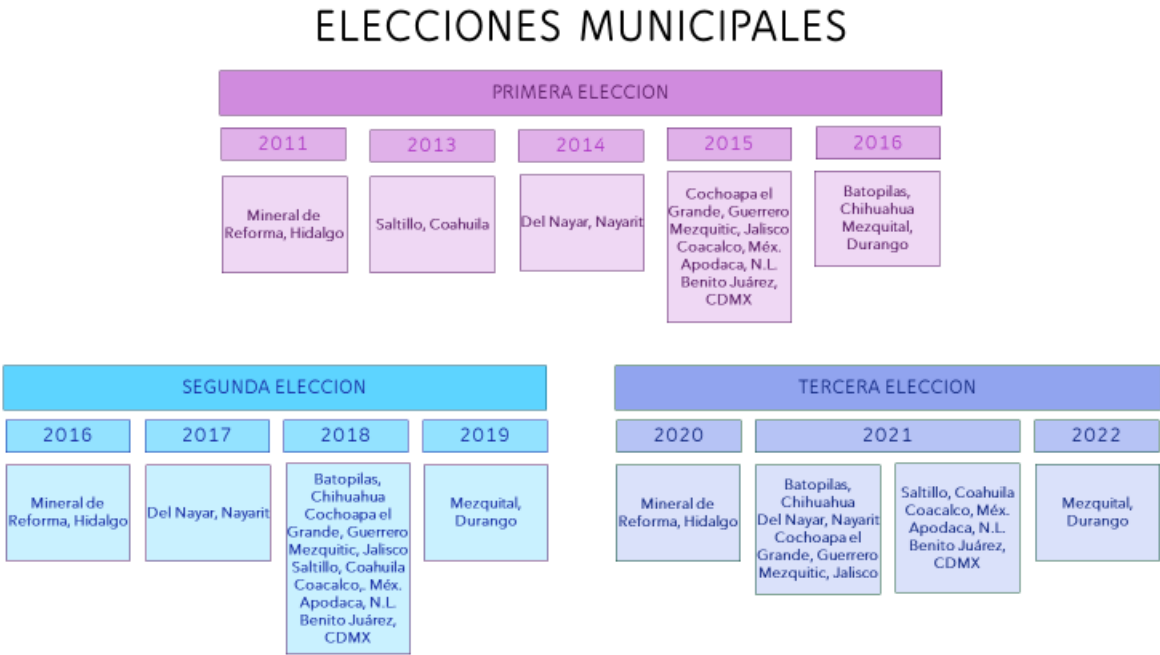 ELECCIONES MUNICIPALES
PRIMERA ELECCION
2011
2013
2014
2015
2016
Mineral de
Reforma, Hidalgo
Saltillo, Coahuila
Del Nayar, Nayarit
Cochoapa el
Grande, Guerrero
Mezquitic, Jalisco
Coacalco, Méx.
Apodaca, N.L.
Benito Juárez,
CDMX
Batopilas,
Chihuahua
Mezquital,
Durango
SEGUNDA ELECCION
2016
2017
2018
2019
Mineral de
Reforma, Hidalgo
Del Nayar, Nayarit
Batopilas,
Chihuahua
Cochoapa el
Grande, Guerrero
Mezquitic, Jalisco
Saltillo, Coahuila
Coacalco,. Méx.
Apodaca, N.L.
Benito Juárez,
CDMX
Mezquital,
Durango
TERCERA ELECCION
2020
2021
2022
Mineral de
Reforma, Hidalgo
Batopilas,
Chihuahua
Del Nayar, Nayarit
Cochoapa el
Grande, Guerrero
Mezquitic, Jalisco
Saltillo, Coahuila
Coacalco, Méx.
Apodaca, N.L.
Benito Juárez,
CDMX
Mezquital,
Durango